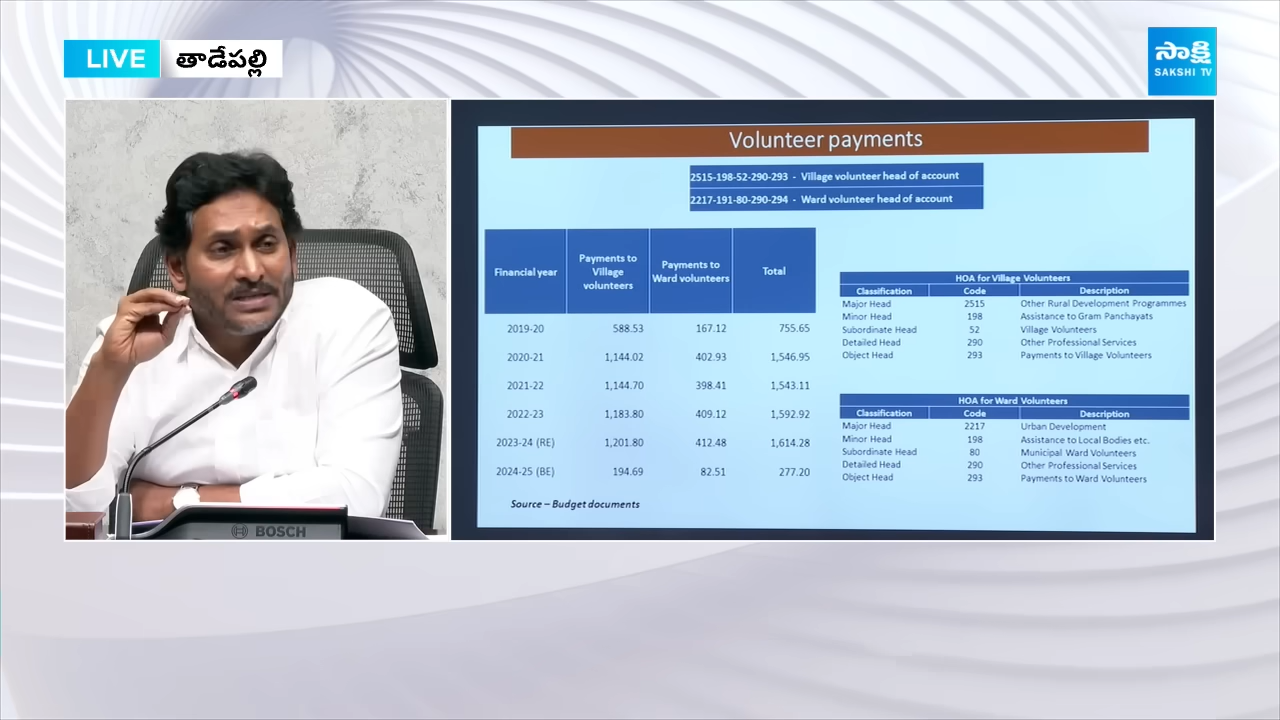 LIVE తాడేపల్లి
సాక్షి
SAKSHI TV
Volunteer payments
2515-198-52-290-293 - Village volunteer head of account
2217-191-80-290-294 - Ward volunteer head of account
Financial year Payments to Village volunteers Payments to Ward volunteers Total
2019-20 588.53 167.12 755.65
2020-21 1,144.02 402.93 1,546.95
2021-22 1,144.70 398.41 1,543.11
2022-23 1,183.80 409.12 1,592.92
2023-24 (RE) 1,201.80 412.48 1,614.28
2024-25 (BE) 194.69 82.51 277.20
Source – Budget documents
HOA for Village Volunteers
Classification Code Description
Major Head 2515 Other Rural Development Programmes
Minor Head 198 Assistance to Gram Panchayats
Subordinate Head 52 Village Volunteers
Detailed Head 290 Other Professional Services
Object Head 293 Payments to Village Volunteers
HOA for Ward Volunteers
Classification Code Description
Major Head 2217 Urban Development
Minor Head 198 Assistance to Local Bodies etc.
Subordinate Head 80 Municipal Ward Volunteers
Detailed Head 290 Other Professional Services
Object Head 293 Payments to Ward Volunteers
BOSCH